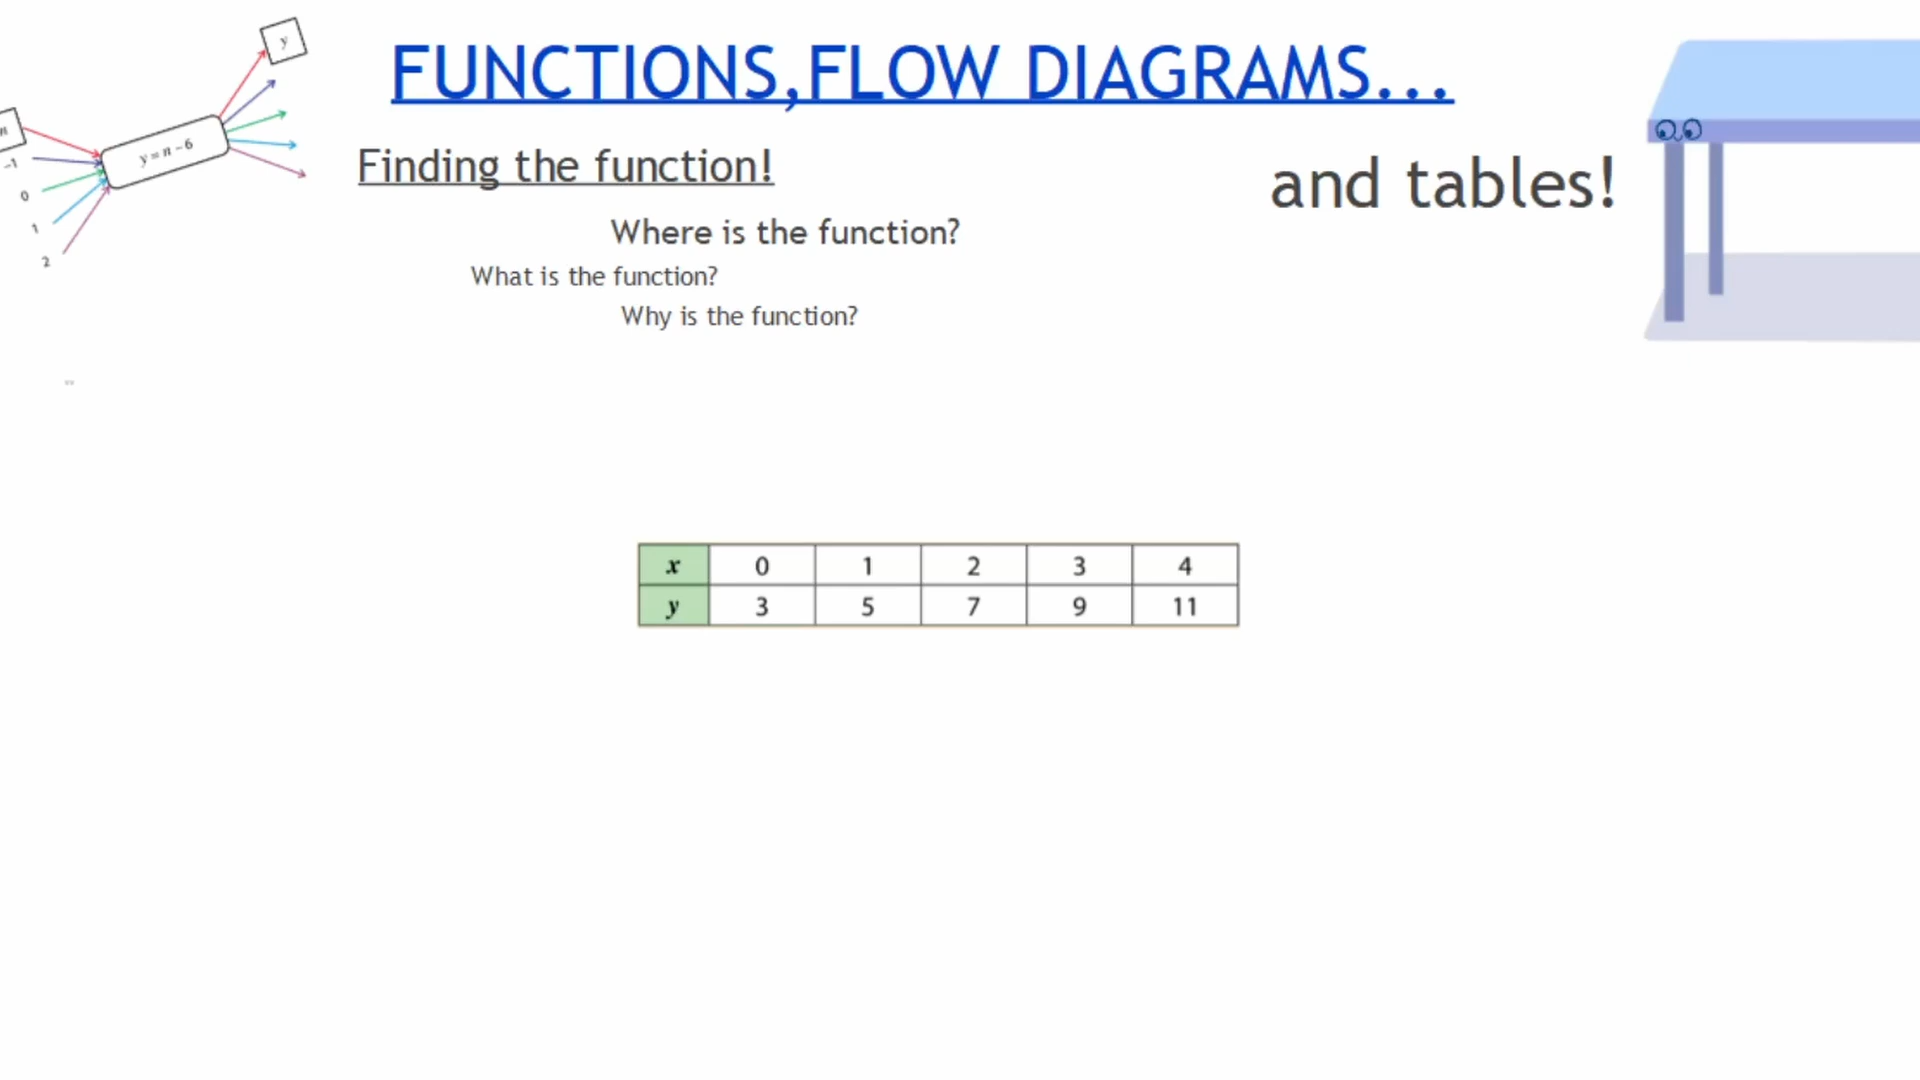 FUNCTIONS,FLOW DIAGRAMS...
and tables!
Finding the function!
Where is the function?
What is the function?
Why is the function?
y
n
y = n - 6
-1
0
1
2
x 0 1 2 3 4
y 3 5 7 9 11